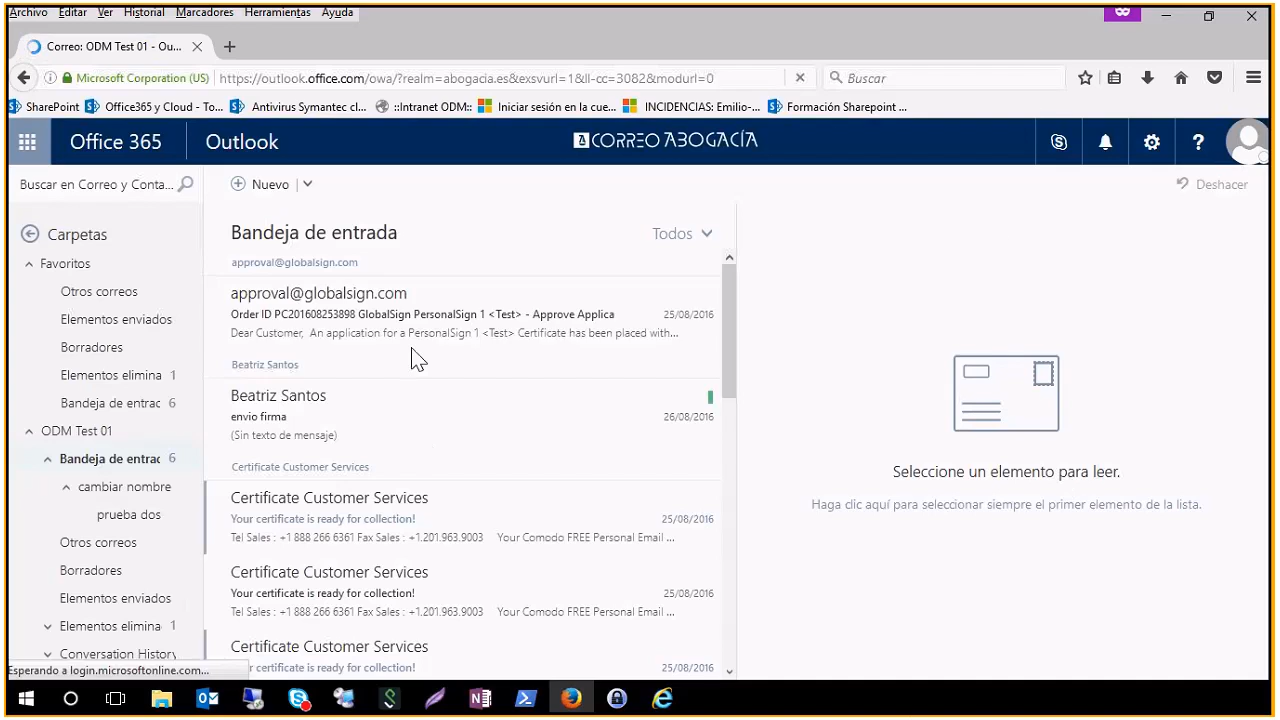 Archivo Editar Ver Historial Marcadores Herramientas Ayuda
Correo: ODM Test 01 - Ou...
Microsoft Corporation (US) https://outlook.office.com/owa/?realm=abogacia.es&exsvurl=1&ll-cc=3082&modurl=0 Buscar
SharePoint Office365 y Cloud - To... Antivirus Symantec cl... ::Intranet ODM:: Iniciar sesión en la cue... INCIDENCIAS: Emilio-... Formación Sharepoint ...
Office 365 Outlook CORREO ABOGACÍA ?
Buscar en Correo y Conta... Nuevo Deshacer
Carpetas
Favoritos
Otros correos
Elementos enviados
Borradores
Elementos elimina 1
Bandeja de entrac 6
ODM Test 01
Bandeja de entrac 6
cambiar nombre
prueba dos
Otros correos
Borradores
Elementos enviados
Elementos elimina 1
Conversation History
Bandeja de entrada Todos
approval@globalsign.com
approval@globalsign.com
Order ID PC201608253898 GlobalSign PersonalSign 1 <Test> - Approve Applica 25/08/2016
Dear Customer, An application for a PersonalSign 1 <Test> Certificate has been placed with...
Beatriz Santos
Beatriz Santos
envio firma 26/08/2016
(Sin texto de mensaje)
Certificate Customer Services
Certificate Customer Services
Your certificate is ready for collection! 25/08/2016
Tel Sales : +1 888 266 6361 Fax Sales : +1.201.963.9003 Your Comodo FREE Personal Email ...
Certificate Customer Services
Your certificate is ready for collection! 25/08/2016
Tel Sales : +1 888 266 6361 Fax Sales : +1.201.963.9003 Your Comodo FREE Personal Email ...
Certificate Customer Services
certificate is ready for collection! 25/08/2016
Seleccione un elemento para leer.
Haga clic aquí para seleccionar siempre el primer elemento de la lista.
Esperando a login.microsoftonline.com...